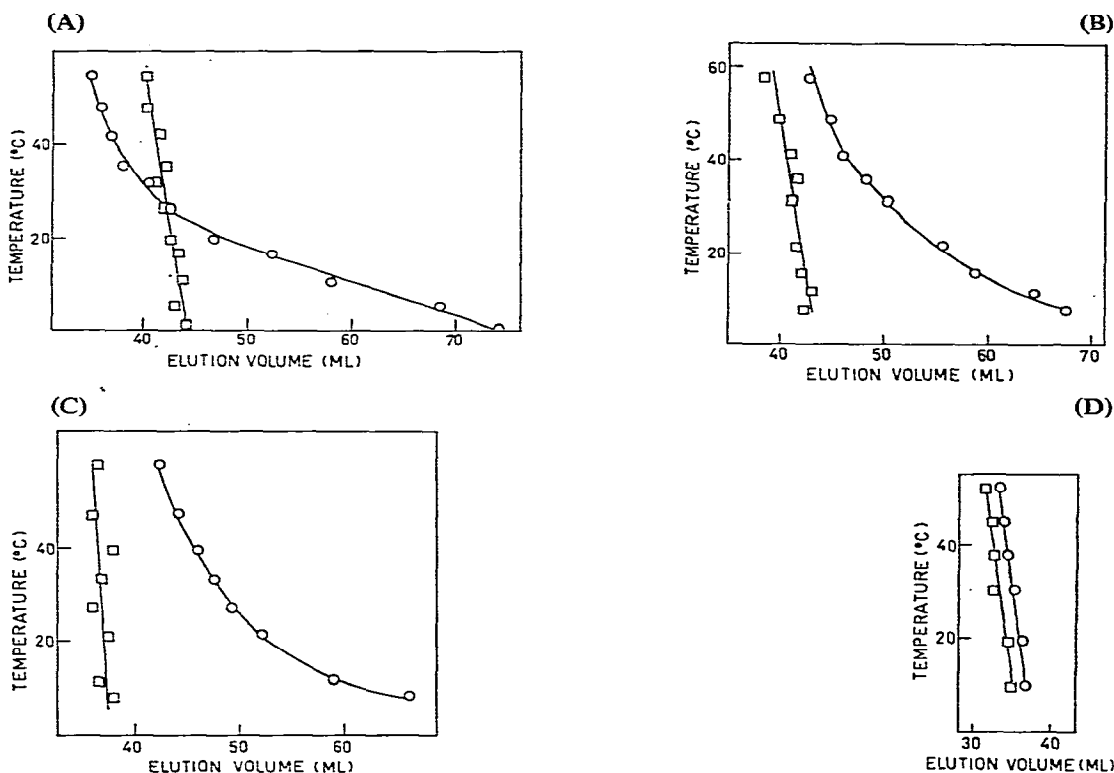 (A)
TEMPERATURE (°C)
40
20
40 50 60 70
ELUTION VOLUME (ML)
(B)
TEMPERATURE (°C)
60
40
20
40 50 60 70
ELUTION VOLUME (ML)
(C)
TEMPERATURE (°C)
40
20
40 50 60
ELUTION VOLUME (ML)
(D)
TEMPERATURE (°C)
40
20
30 40
ELUTION VOLUME (ML)